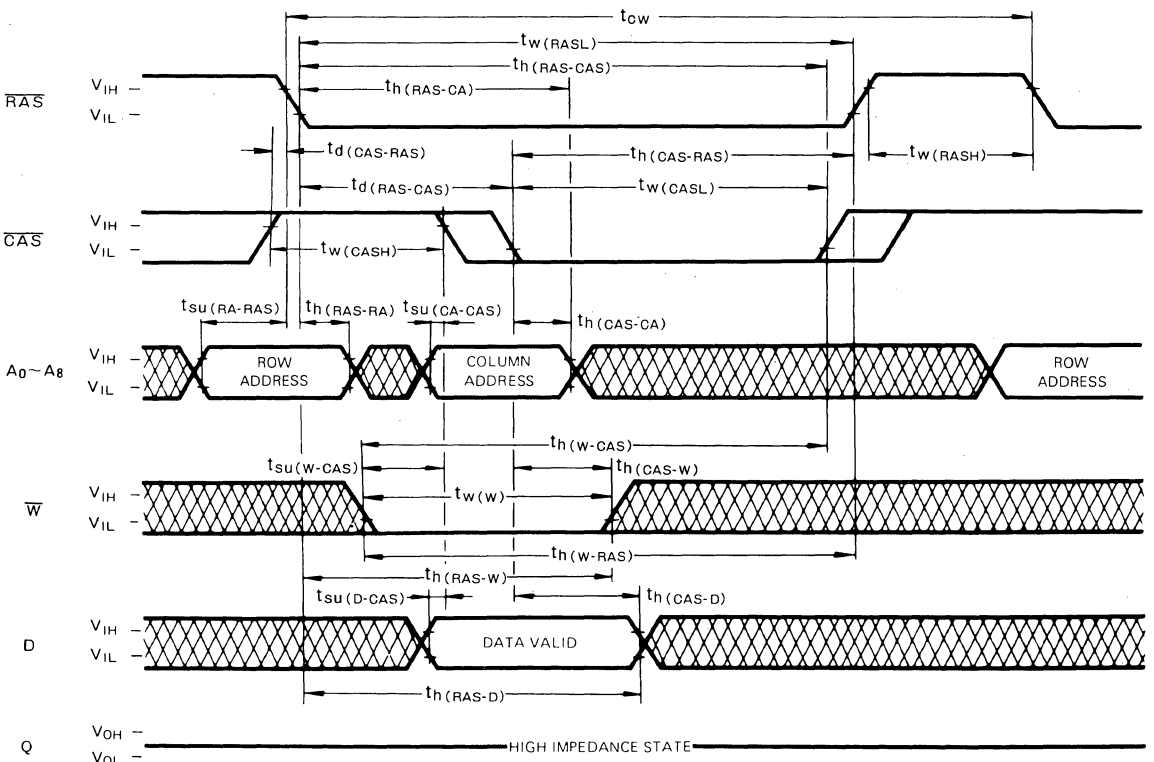 tCW
tW(RASL)
th(RAS-CAS)
th(RAS-CA)
RAS
VIH
VIL
td(CAS-RAS)
th(CAS-RAS)
tW(RASH)
td(RAS-CAS)
tW(CASL)
CAS
VIH
VIL
tW(CASH)
tsu(RA-RAS)
th(RAS-RA)
tsu(CA-CAS)
th(CAS-CA)
A0~A8
VIH
VIL
ROW ADDRESS
COLUMN ADDRESS
ROW ADDRESS
th(W-CAS)
tsu(W-CAS)
th(CAS-W)
W
VIH
VIL
tW(W)
th(W-RAS)
th(RAS-W)
tsu(D-CAS)
th(CAS-D)
D
VIH
VIL
DATA VALID
th(RAS-D)
Q
VOH
VOL
HIGH IMPEDANCE STATE